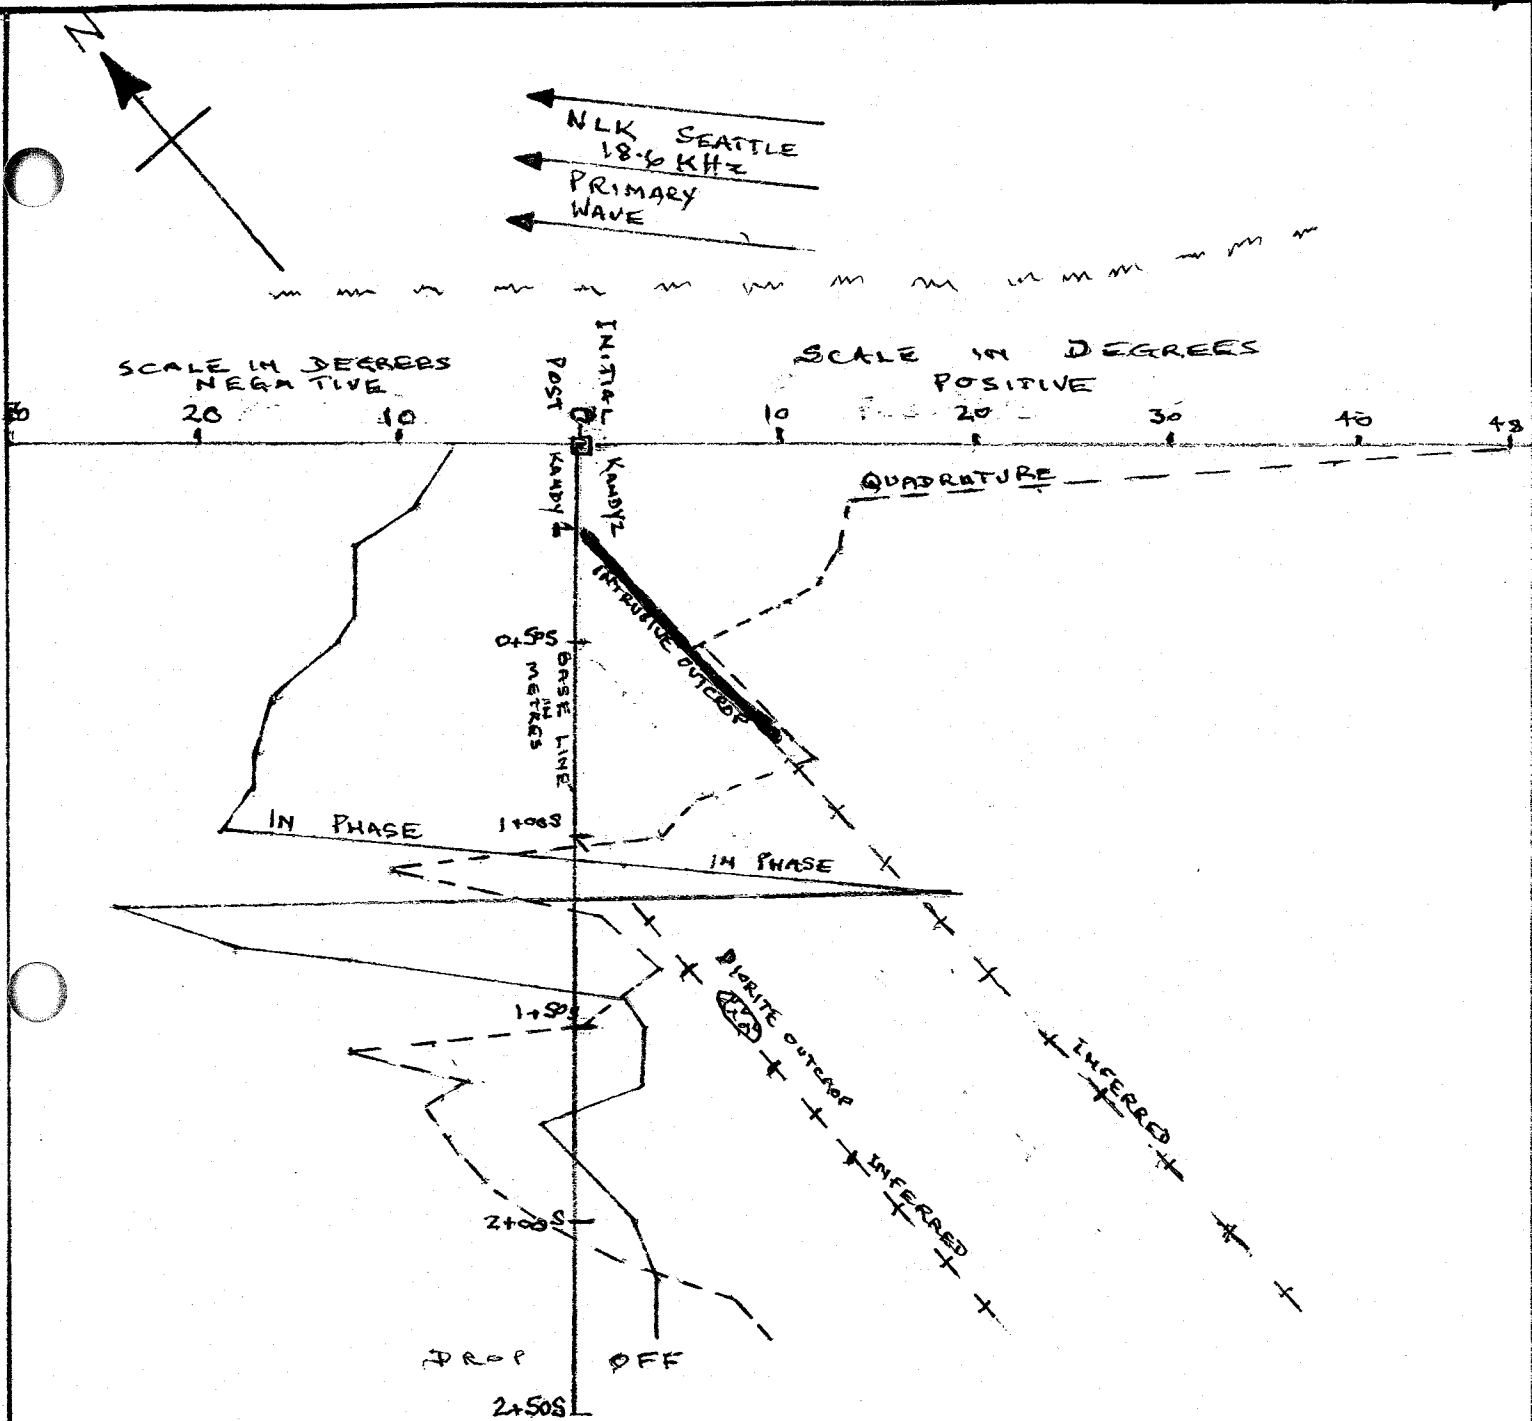 N
NLK SEATTLE
18.6 KHz
PRIMARY
WAVE
SCALE IN DEGREES
NEGATIVE
INITIAL
POST
SCALE IN DEGREES
POSITIVE
20
10
0
10
20
30
40
48
KANDY 1
KANDY2
QUADRATURE
INTRUSIVE OUTCROP
0+50S
BASE LINE
IN
METRES
IN PHASE
1+00S
IN PHASE
DIORITE OUTCROP
1+50S
INFERRED
INFERRED
2+00S
DROP OFF
2+50S